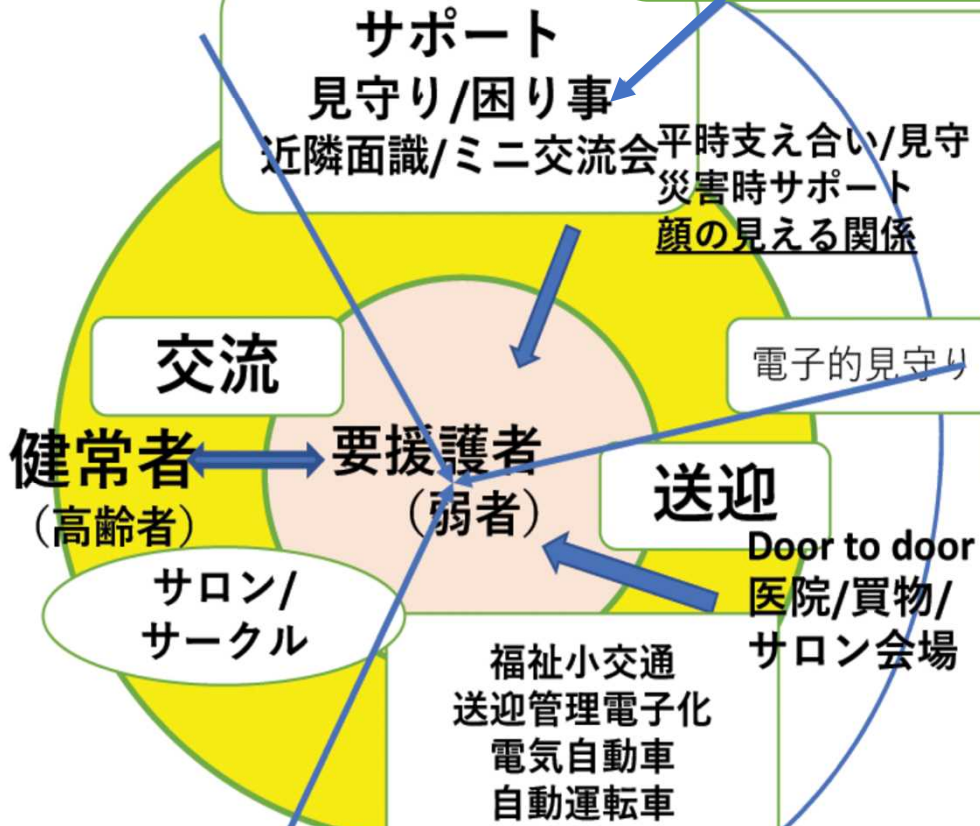 サポート
見守り/困り事
近隣面識/ミニ交流会
平時支え合い/見守
災害時サポート
顔の見える関係
交流
電子的見守り
健常者
（高齢者）
要援護者
（弱者）
送迎
Door to door
医院/買物/
サロン会場
サロン/
サークル
福祉小交通
送迎管理電子化
電気自動車
自動運転車